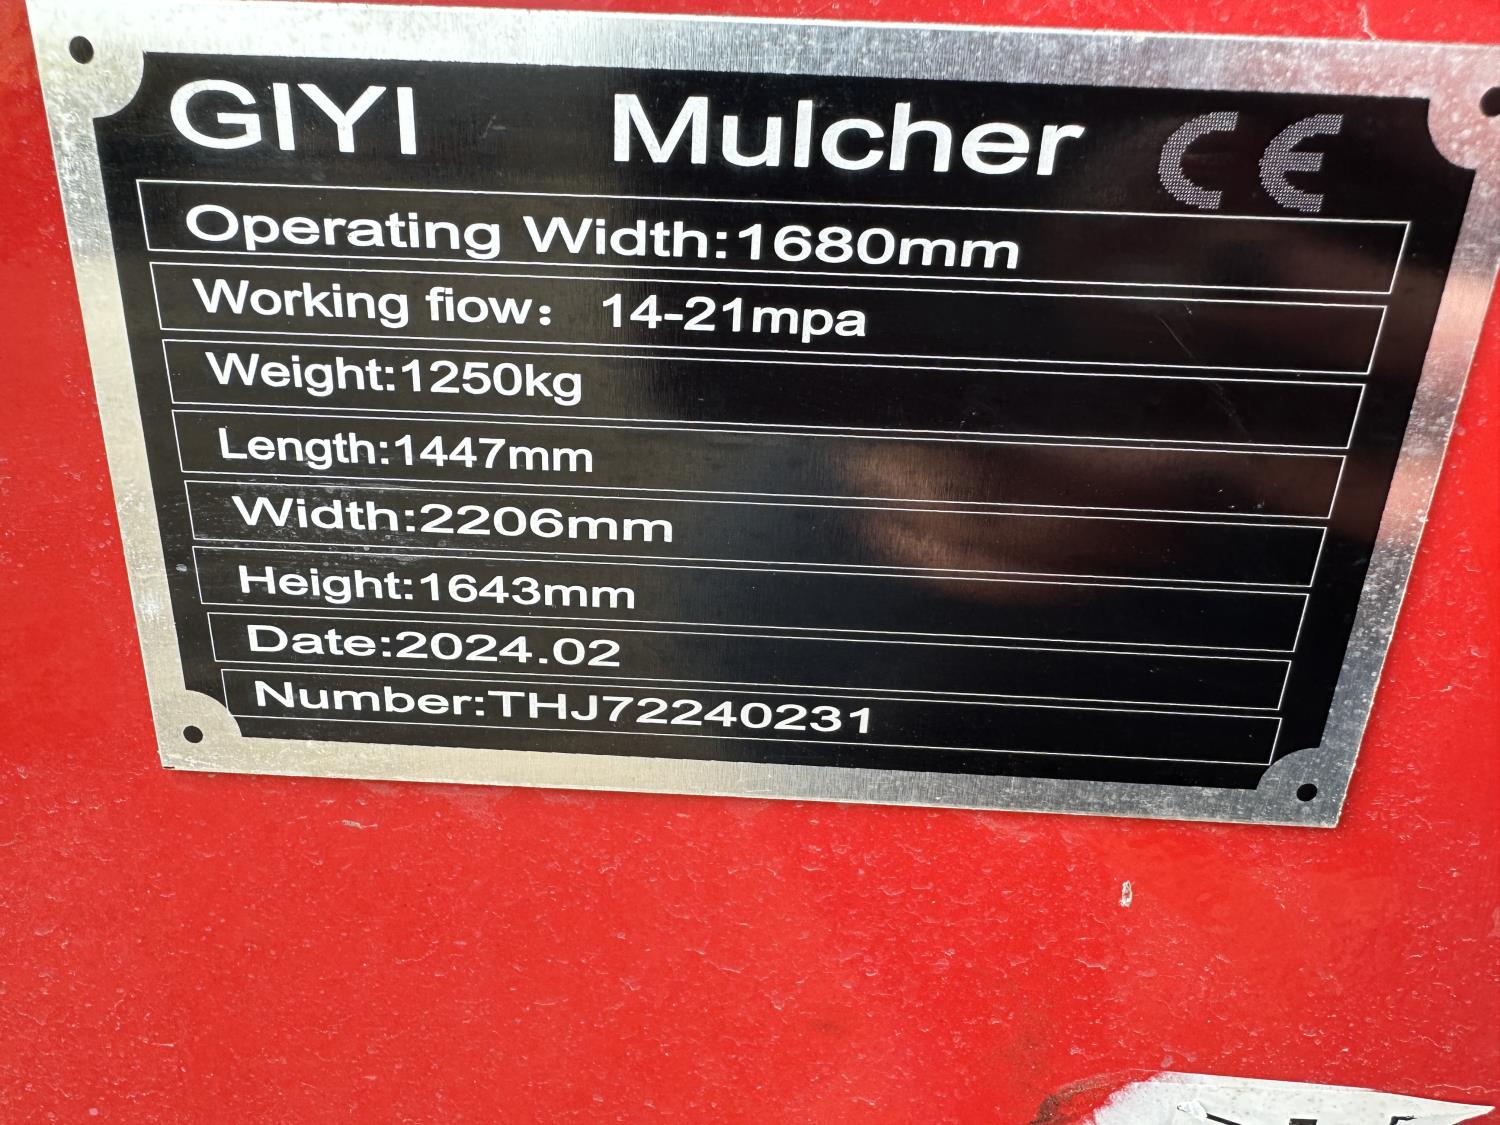 GIYI Mulcher CE
Operating Width:1680mm
Working fiow: 14-21mpa
Weight:1250kg
Length:1447mm
Width:2206mm
Height:1643mm
Date:2024.02
Number:THJ72240231